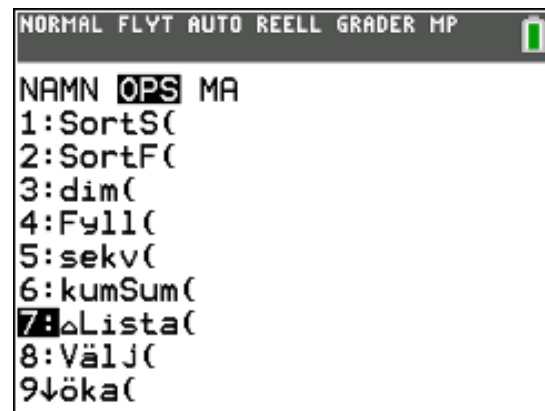 NORMAL FLYT AUTO REELL GRADER MP
NAMN OPS MA
1:SortS(
2:SortF(
3:dim(
4:Fyll(
5:sekv(
6:kumSum(
7:△Lista(
8:Välj(
9↓öka(